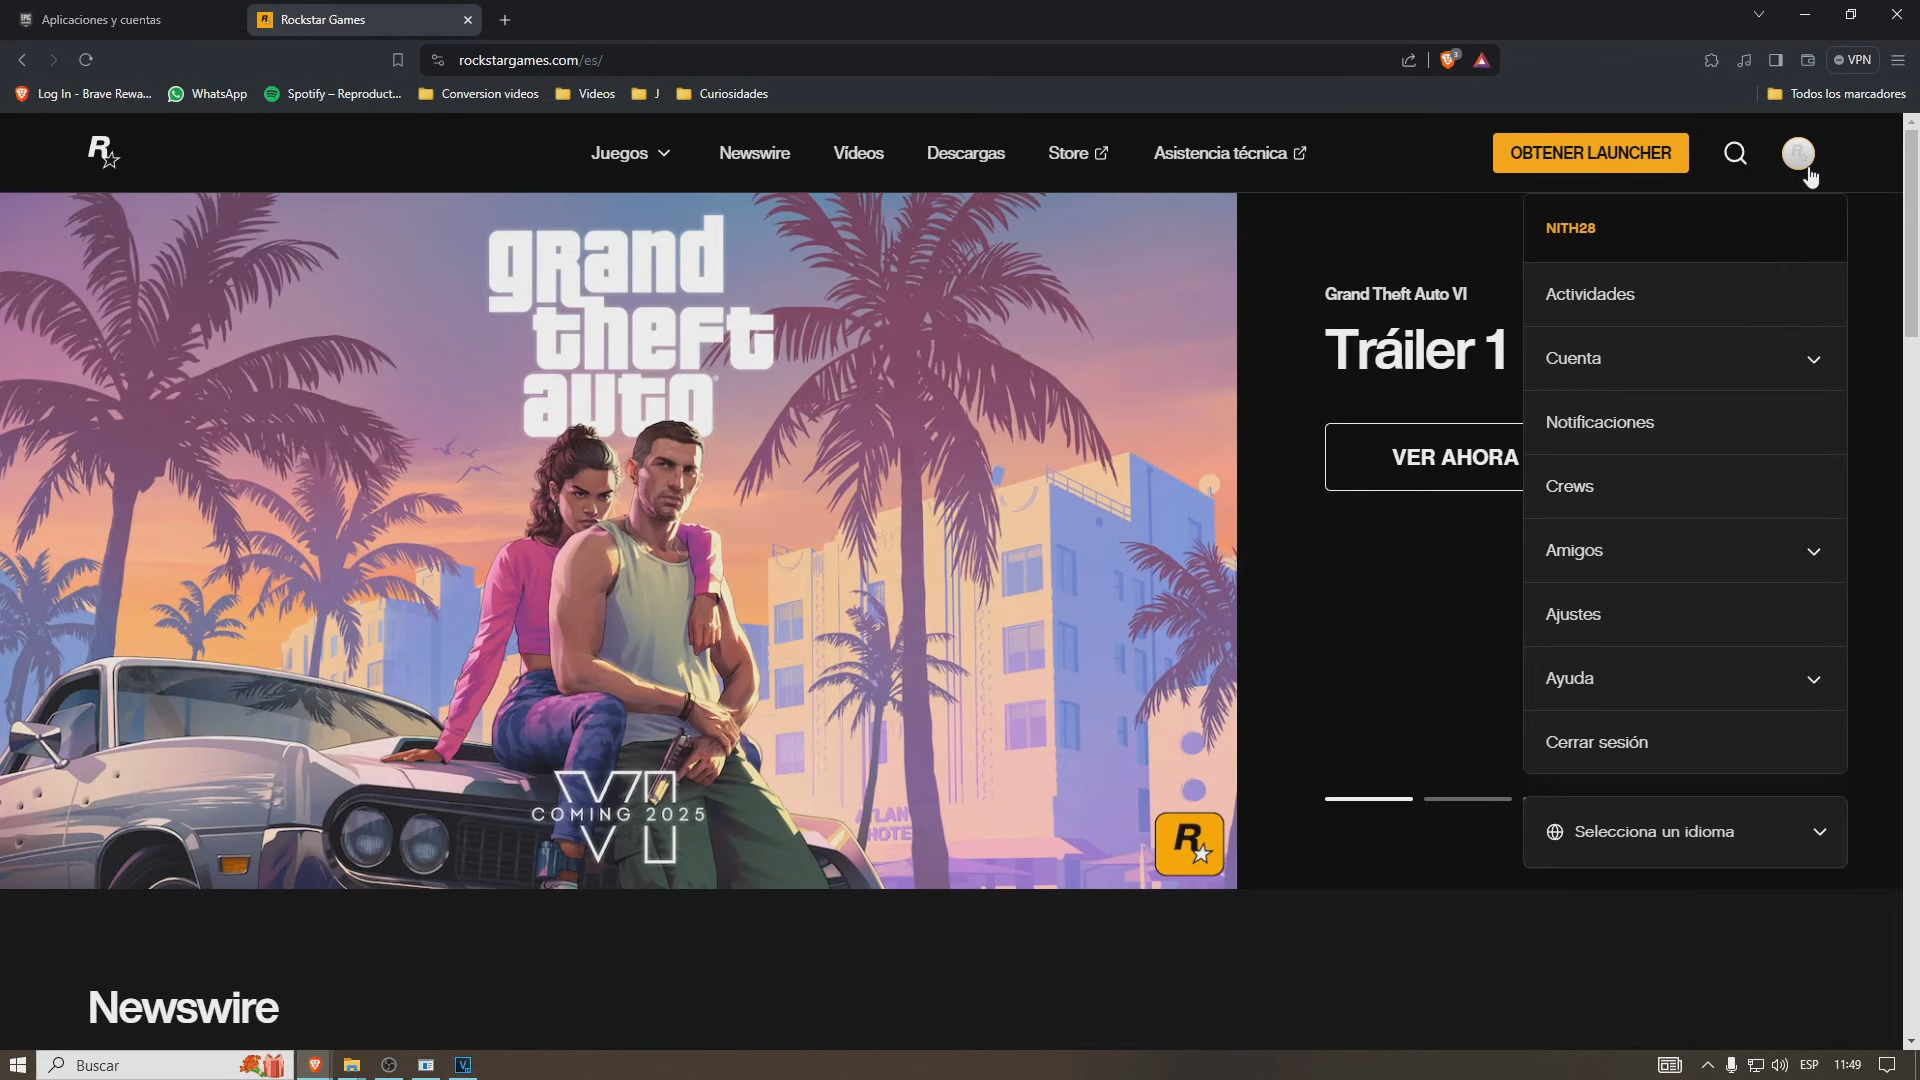 Aplicaciones y cuentas
Rockstar Games
rockstargames.com/es/
3
VPN
Log In - Brave Rewa...
WhatsApp
Spotify – Reproduct...
Conversion videos
Videos
J
Curiosidades
Todos los marcadores
R
Juegos
Newswire
Vídeos
Descargas
Store
Asistencia técnica
OBTENER LAUNCHER
NITH28
grand
theft
auto
VI
COMING 2025
R
Grand Theft Auto VI
Tráiler 1
VER AHORA
Actividades
Cuenta
Notificaciones
Crews
Amigos
Ajustes
Ayuda
Cerrar sesión
Selecciona un idioma
Newswire
Buscar
ESP
11:49